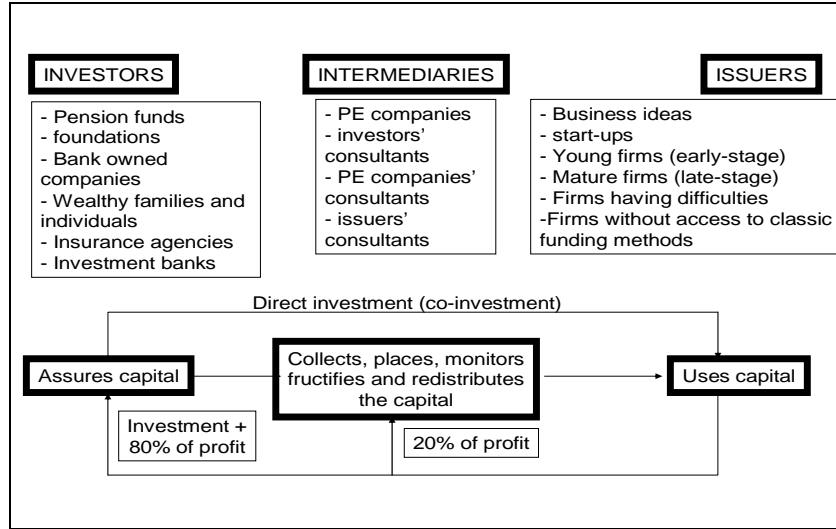 INVESTORS
- Pension funds
- foundations
- Bank owned
companies
- Wealthy families and
individuals
- Insurance agencies
- Investment banks
INTERMEDIARIES
- PE companies
- investors’
consultants
- PE companies’
consultants
- issuers’
consultants
ISSUERS
- Business ideas
- start-ups
- Young firms (early-stage)
- Mature firms (late-stage)
- Firms having difficulties
-Firms without access to classic
funding methods
Direct investment (co-investment)
Assures capital
Collects, places, monitors
fructifies and redistributes
the capital
Uses capital
Investment +
80% of profit
20% of profit